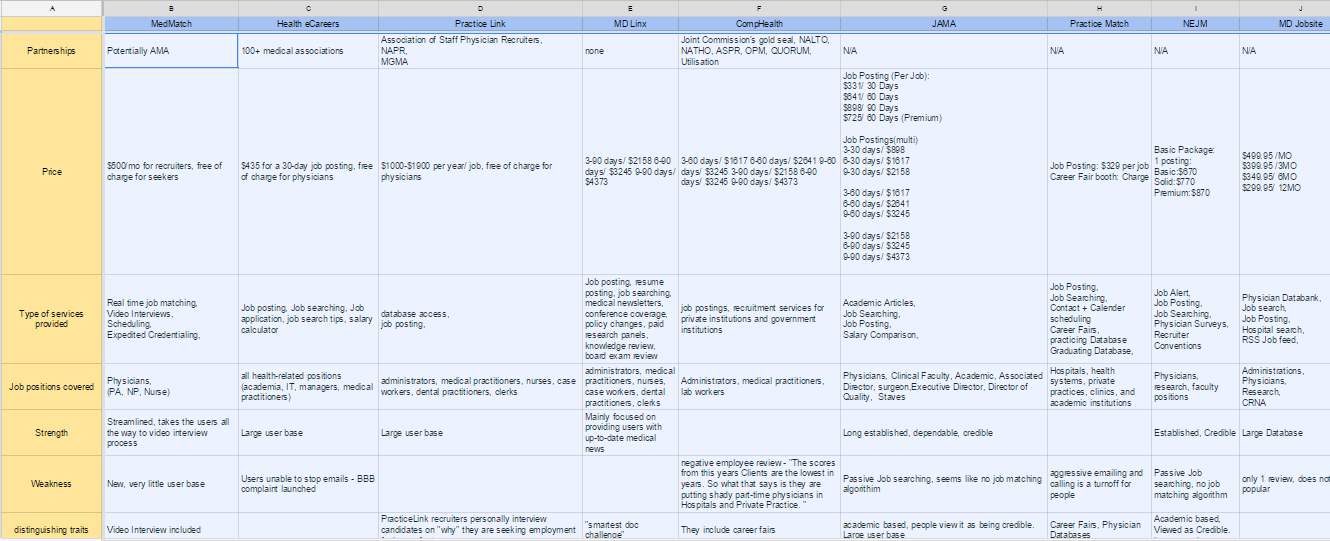 A B C D E F G H I J
MedMatch Health eCareers Practice Link MD Linx CompHealth JAMA Practice Match NEJM MD Jobsite
Partnerships
Potentially AMA
100+ medical associations
Association of Staff Physician Recruiters,
NAPR,
MGMA
none
Joint Commission's gold seal, NALTO,
NATHO, ASPR, OPM, QUORUM,
Utilisation
N/A
N/A
N/A
N/A
Price
$500/mo for recruiters, free of
charge for seekers
$435 for a 30-day job posting, free
of charge for physicians
$1000-$1900 per year/ job, free of charge for
physicians
3-90 days/ $2158 6-90
days/ $3245 9-90 days/
$4373
3-60 days/ $1617 6-60 days/ $2641 9-60
days/ $3245 3-90 days/ $2158 6-90
days/ $3245 9-90 days/ $4373
Job Posting (Per Job):
$331/ 30 Days
$641/ 60 Days
$898/ 90 Days
$725/ 60 Days (Premium)
Job Postings(multi)
3-30 days/ $898
6-30 days/ $1617
9-30 days/ $2158
3-60 days/ $1617
6-60 days/ $2641
9-60 days/ $3245
3-90 days/ $2158
6-90 days/ $3245
9-90 days/ $4373
Job Posting: $329 per job
Career Fair booth: Charge
Basic Package:
1 posting:
Basic:$670
Solid:$770
Premium:$870
$499.95 /MO
$399.95 /3MO
$349.95/ 6MO
$299.95/ 12MO
Type of services
provided
Real time job matching,
Video Interviews,
Scheduling,
Expedited Credentialing,
Job posting, Job searching, Job
application, job search tips, salary
calculator
database access,
job posting,
Job posting, resume
posting, job searching,
medical newsletters,
conference coverage,
policy changes, paid
research panels,
knowledge review,
board exam review
job postings, recruitment services for
private institutions and government
institutions
Academic Articles,
Job Searching,
Job Posting,
Salary Comparison,
Job Posting,
Job Searching,
Contact + Calender
scheduling
Career Fairs,
practicing Database
Graduating Database,
Job Alert,
Job Posting,
Job Searching,
Physician Surveys,
Recruiter
Conventions
Physician Databank,
Job search,
Job Posting,
Hospital search,
RSS Job feed,
Job positions covered
Physicians,
(PA, NP, Nurse)
all health-related positions
(academia, IT, managers, medical
practitioners)
administrators, medical practitioners, nurses, case
workers, dental practitioners, clerks
administrators, medical
practitioners, nurses,
case workers, dental
practitioners, clerks
Administrators, medical practitioners,
lab workers
Physicians, Clinical Faculty, Academic, Associated
Director, surgeon,Executive Director, Director of
Quality, Staves
Hospitals, health
systems, private
practices, clinics, and
academic institutions
Physicians,
research, faculty
positions
Administrations,
Physicians,
Research,
CRNA
Strength
Streamlined, takes the users all
the way to video interview
process
Large user base
Large user base
Mainly focused on
providing users with
up-to-date medical
news
Long established, dependable, credible
Established, Credible
Large Database
Weakness
New, very little user base
Users unable to stop emails - BBB
complaint launched
negative employee review - "The scores
from this years Clients are the lowest in
years. So what that says is they are
putting shady part-time physicians in
Hospitals and Private Practice. "
Passive Job searching, seems like no job matching
algorithm
aggressive emailing and
calling is a turnoff for
people
Passive Job
searching, no job
matching algorithm
only 1 review, does not
popular
distinguishing traits
Video Interview included
PracticeLink recruiters personally interview
candidates on "why" they are seeking employment
"smartest doc
challenge"
They include career fairs
academic based, people view it as being credible.
Large user base
Career Fairs, Physician
Databases
Academic based,
Viewed as Credible.